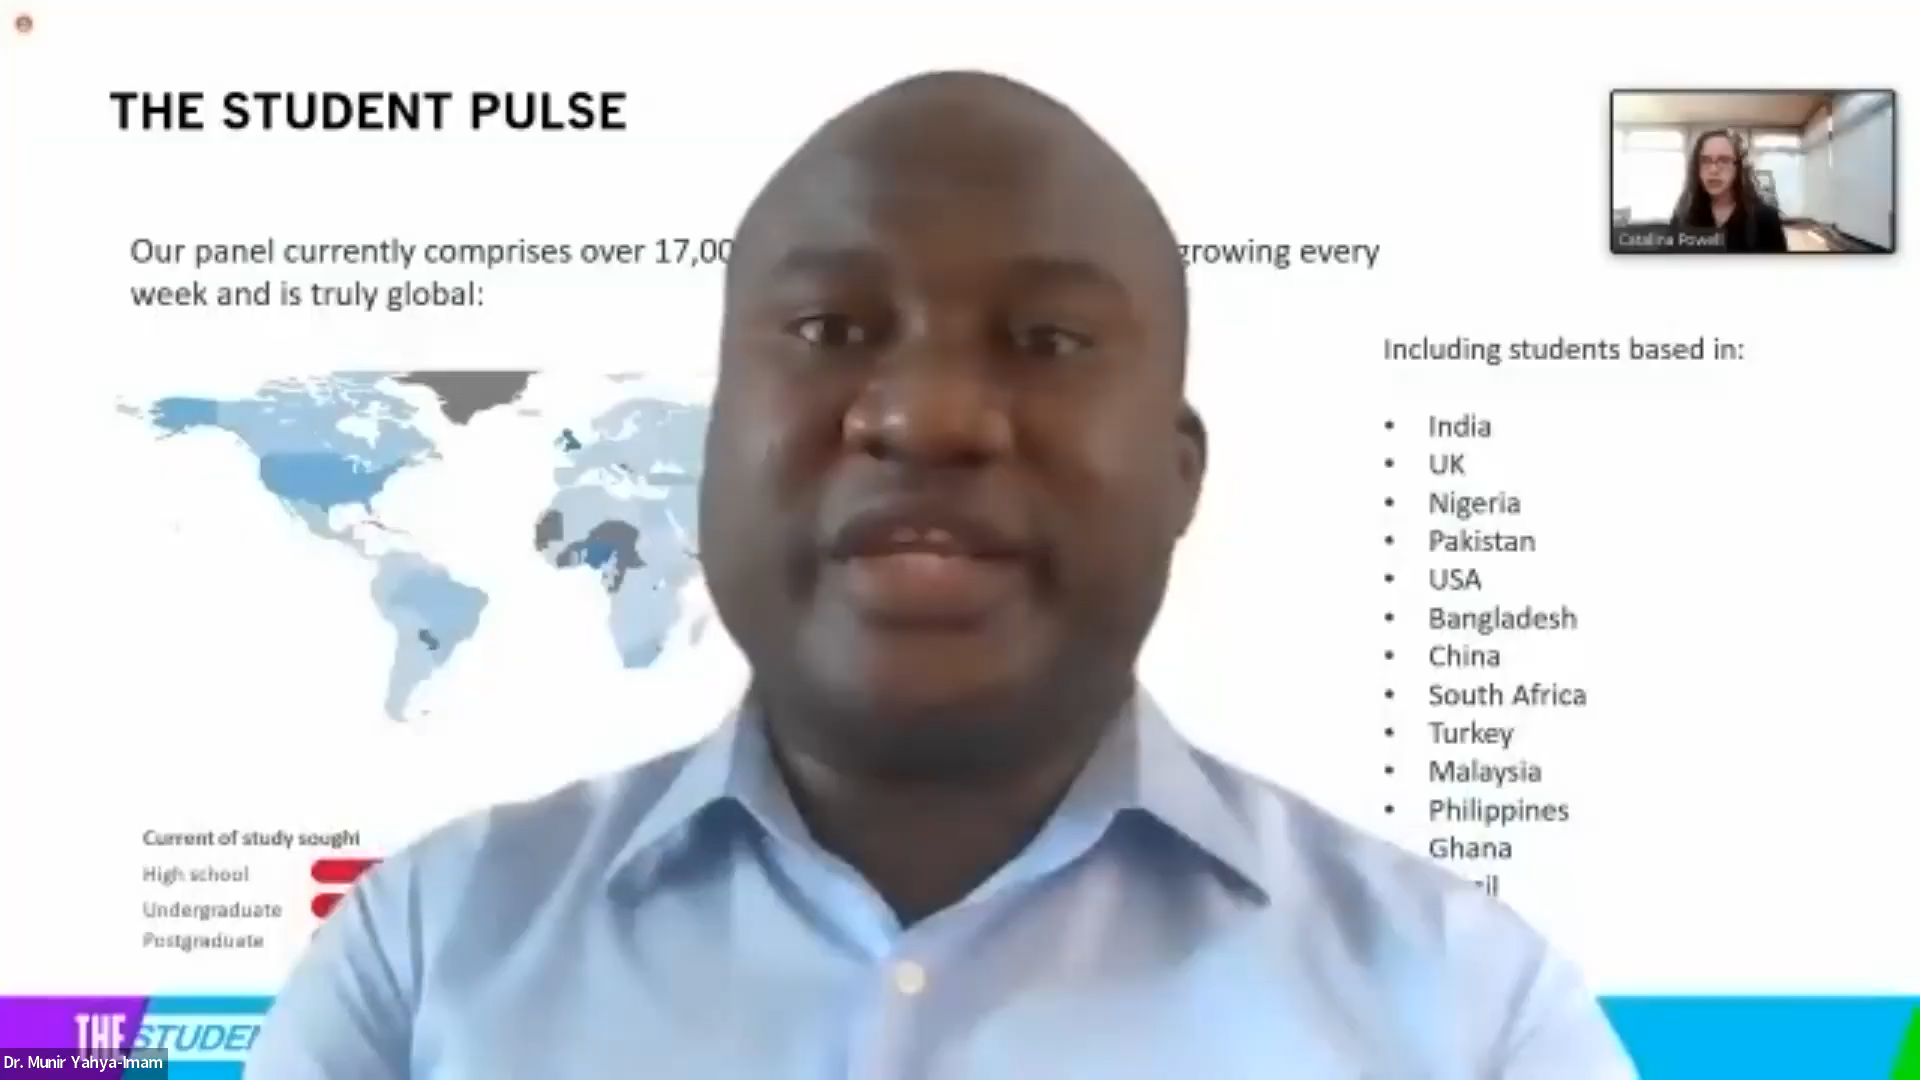 THE STUDENT PULSE
Our panel currently comprises over 17,00
growing every
week and is truly global:
Catalina Powell
Including students based in:
• India
• UK
• Nigeria
• Pakistan
• USA
• Bangladesh
• China
• South Africa
• Turkey
• Malaysia
• Philippines
Ghana
Current of study sought
High school
Undergraduate
Postgraduate
THE STUDEN
Dr. Munir Yahya-Imam